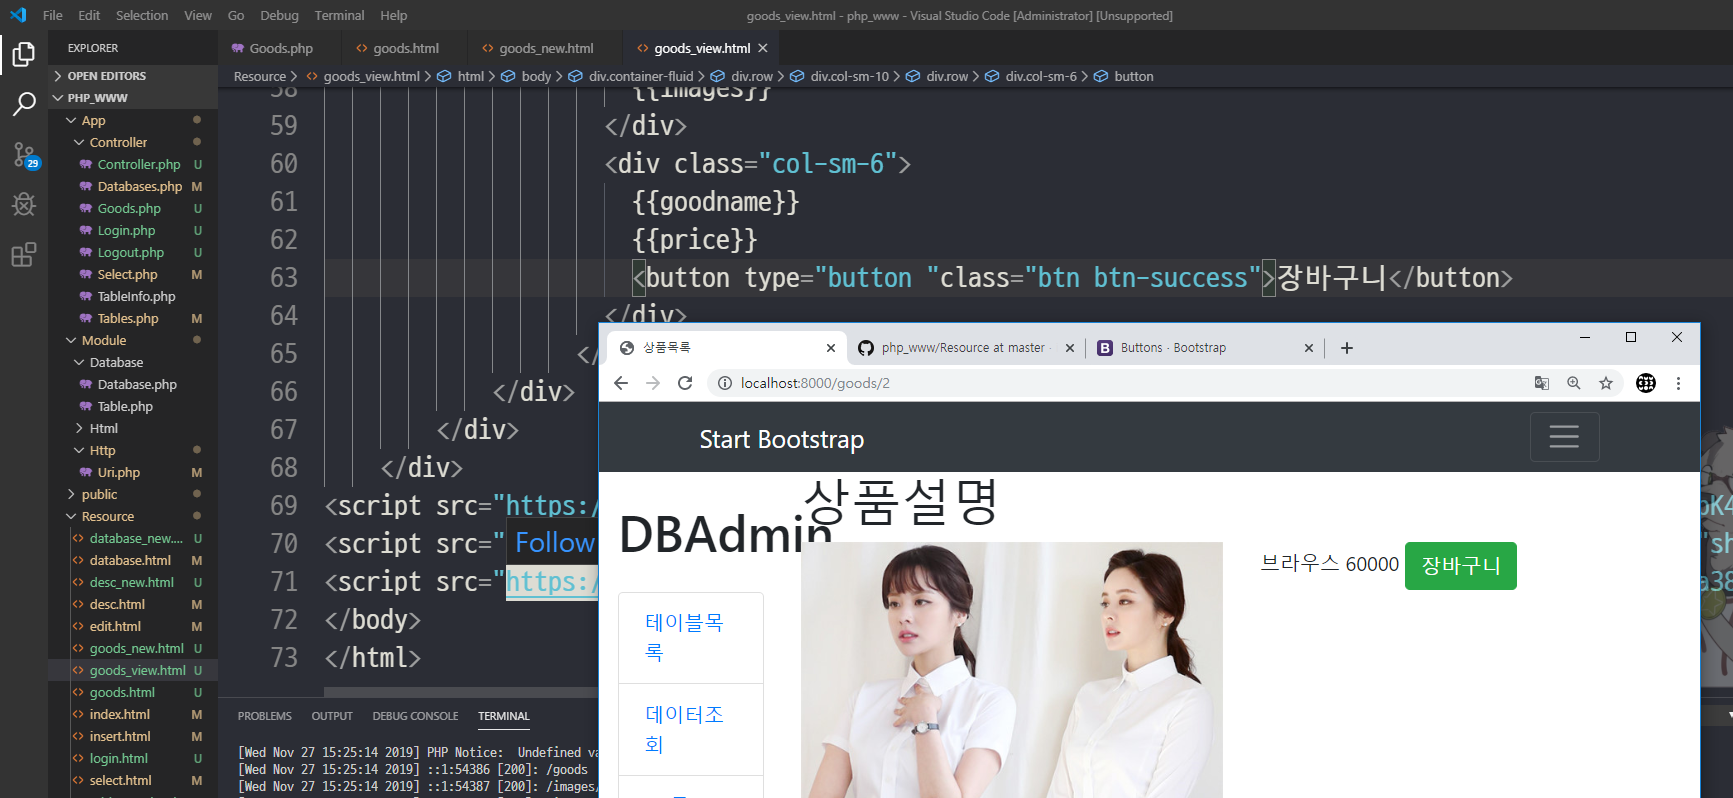 File Edit Selection View Go Debug Terminal Help
goods_view.html - php_www - Visual Studio Code [Administrator] [Unsupported]
EXPLORER
OPEN EDITORS
PHP_WWW
App
Controller
Controller.php U
Databases.php M
Goods.php U
Login.php U
Logout.php U
Select.php M
TableInfo.php
Tables.php M
Module
Database
Database.php
Table.php
Html
Http
Uri.php M
public
Resource
database_new.... U
database.html M
desc_new.html U
desc.html M
edit.html M
goods_new.html U
goods_view.html U
goods.html U
index.html M
insert.html M
login.html U
select.html M
29
Goods.php goods.html goods_new.html goods_view.html
Resource > goods_view.html > html > body > div.container-fluid > div.row > div.col-sm-10 > div.row > div.col-sm-6 > button
58 {{images}}
59 </div>
60 <div class="col-sm-6">
61 {{goodname}}
62 {{price}}
63 <button type="button "class="btn btn-success">장바구니</button>
64 </div>
65 </
66 </div>
67 </div>
68 </div>
69 <script src="https:/
70 <script src="
Follow
71 <script src="https:/
72 </body>
73 </html>
PROBLEMS OUTPUT DEBUG CONSOLE TERMINAL
[Wed Nov 27 15:25:14 2019] PHP Notice:  Undefined va
[Wed Nov 27 15:25:14 2019] ::1:54386 [200]: /goods
[Wed Nov 27 15:25:14 2019] ::1:54387 [200]: /images/
상품목록
php_www/Resource at master
Buttons · Bootstrap
localhost:8000/goods/2
Start Bootstrap
상품설명
DBAdmin
브라우스 60000 장바구니
테이블목
록
데이터조
회